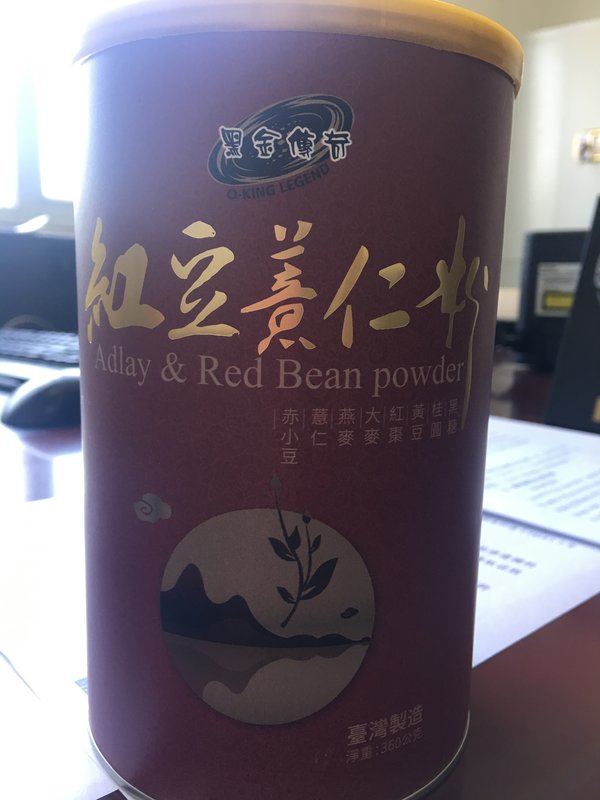 黑金傳奇
O-KING LEGEND
紅豆薏仁粉
Adlay & Red Bean powder
黑糖
桂圓
黃豆
紅棗
大麥
燕麥
薏仁
赤小豆
臺灣製造
淨重:360公克